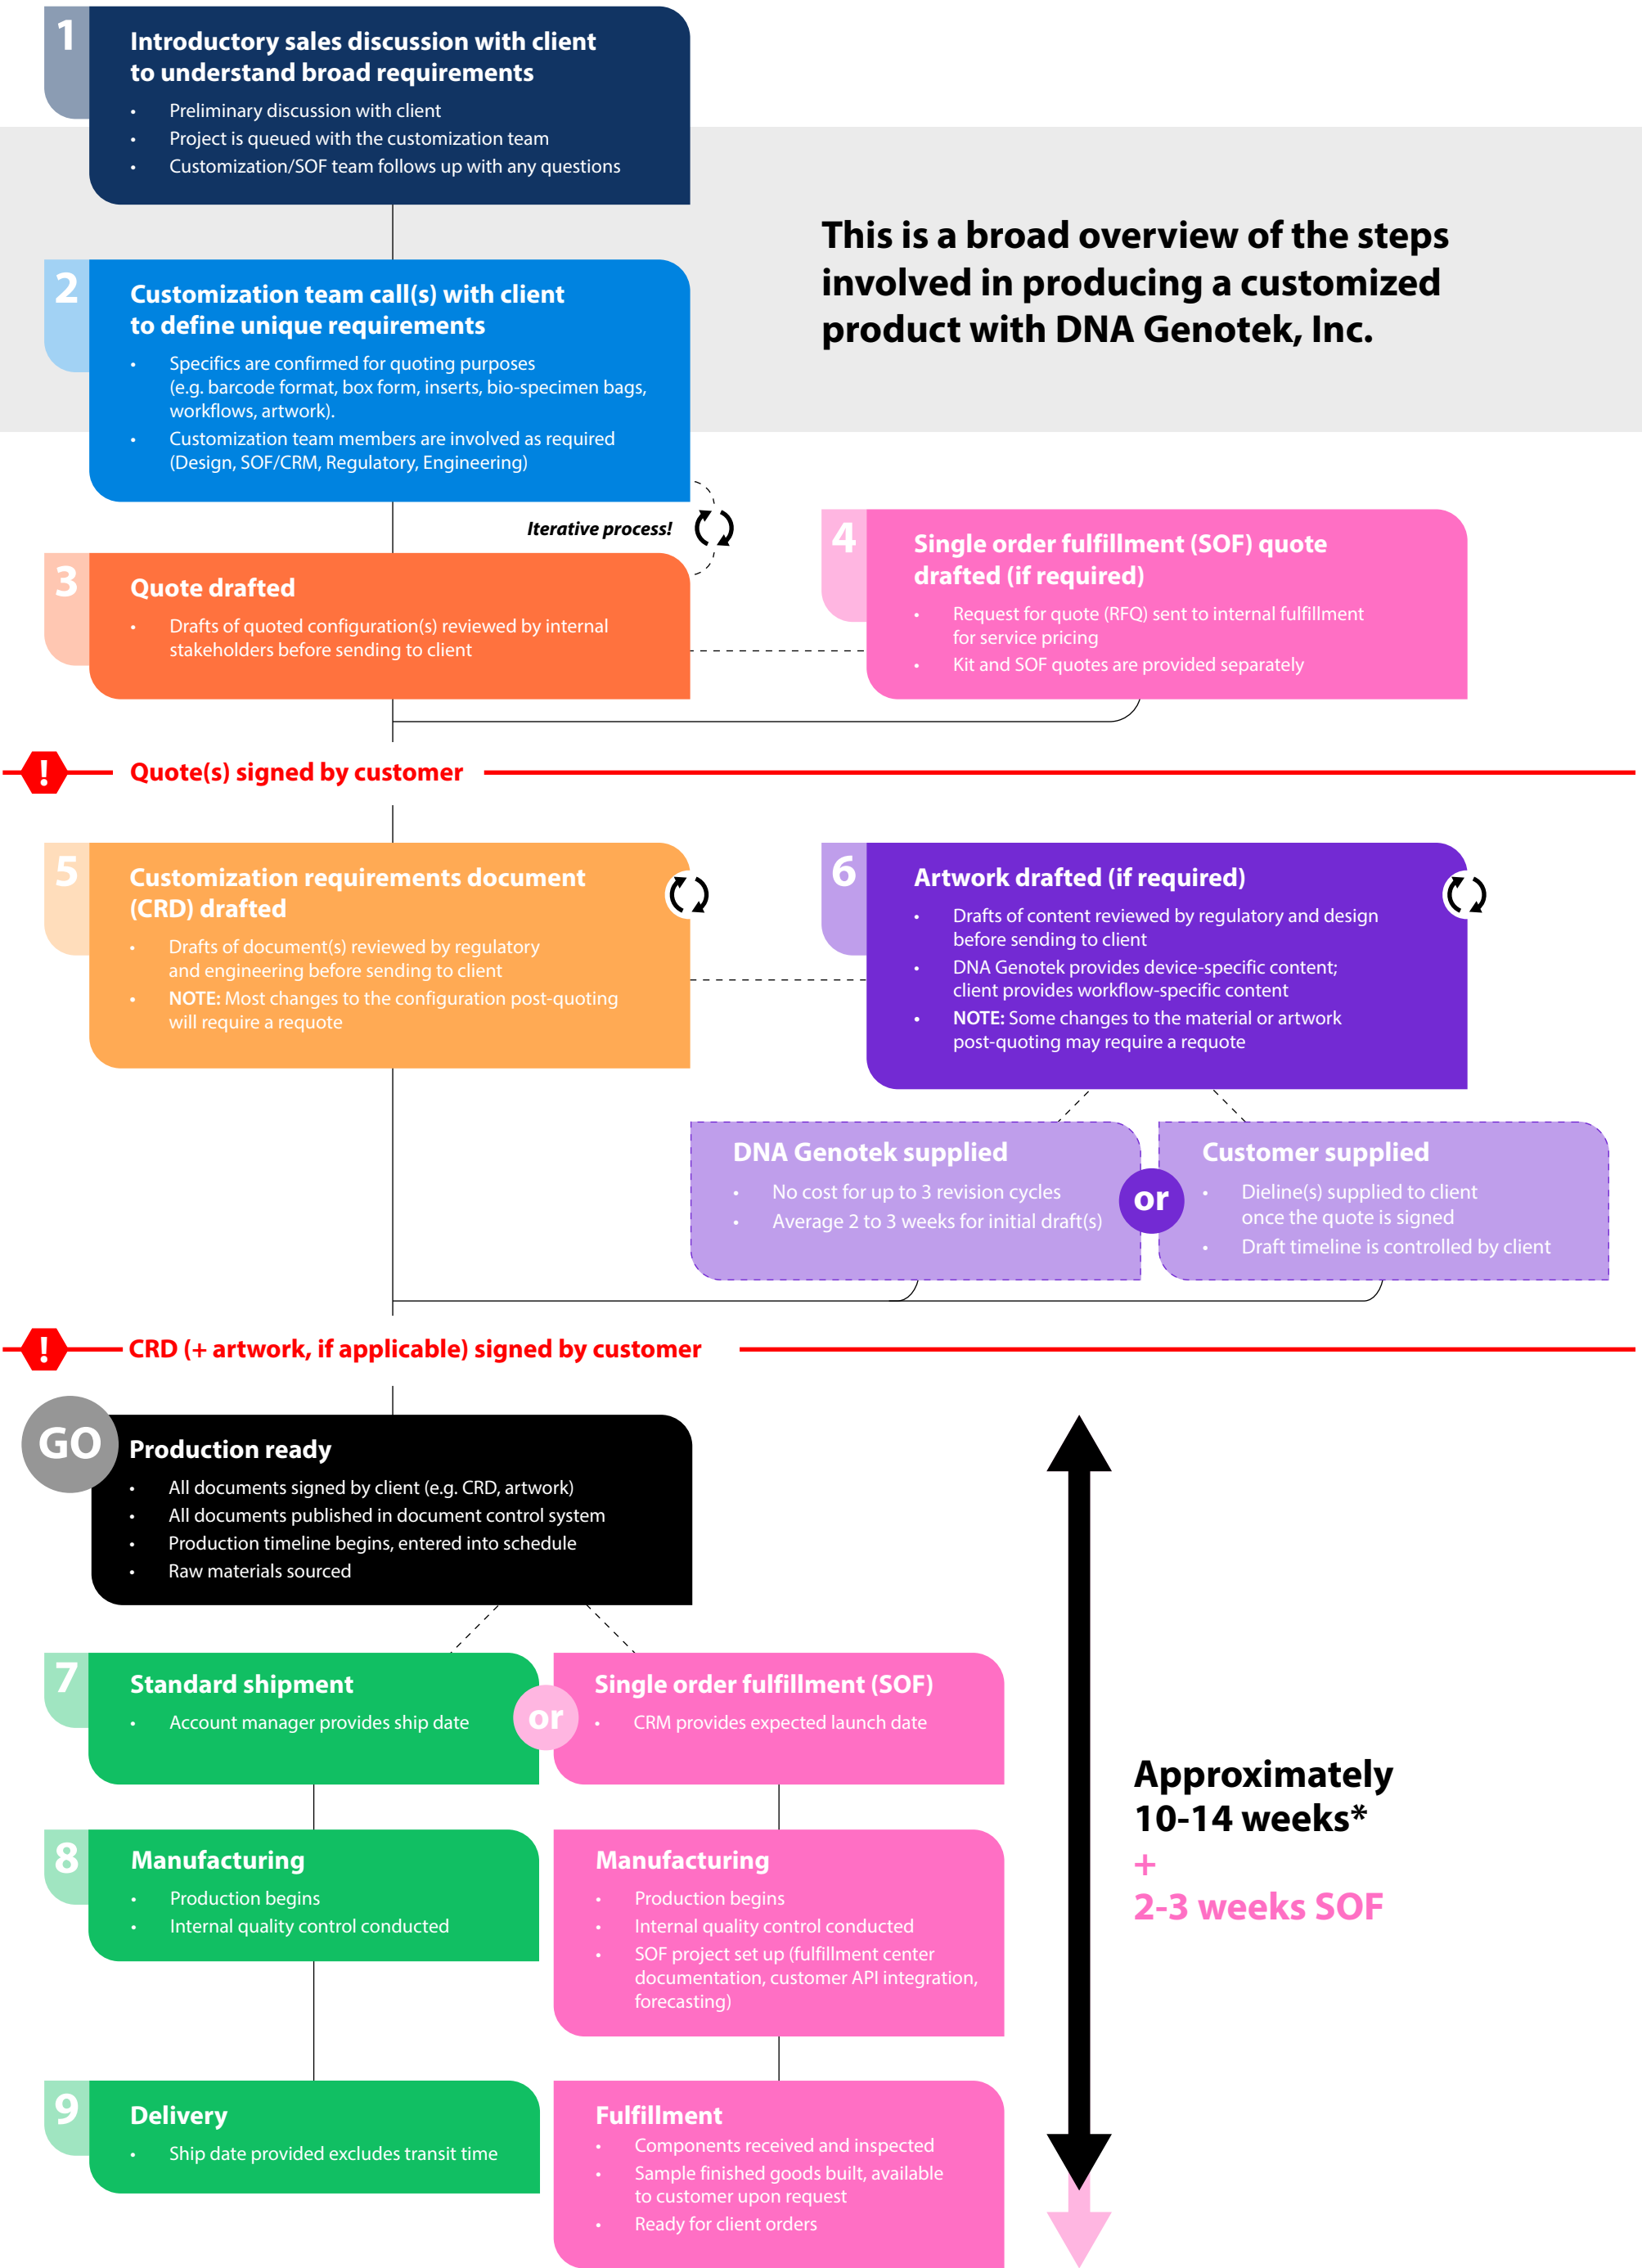 1
Introductory sales discussion with client
to understand broad requirements
• Preliminary discussion with client
• Project is queued with the customization team
• Customization/SOF team follows up with any questions
This is a broad overview of the steps
involved in producing a customized
product with DNA Genotek, Inc.
2
Customization team call(s) with client
to define unique requirements
• Specifics are confirmed for quoting purposes
(e.g. barcode format, box form, inserts, bio-specimen bags,
workflows, artwork).
• Customization team members are involved as required
(Design, SOF/CRM, Regulatory, Engineering)
Iterative process!
3
Quote drafted
• Drafts of quoted configuration(s) reviewed by internal
stakeholders before sending to client
4
Single order fulfillment (SOF) quote
drafted (if required)
• Request for quote (RFQ) sent to internal fulfillment
for service pricing
• Kit and SOF quotes are provided separately
! Quote(s) signed by customer
5
Customization requirements document
(CRD) drafted
• Drafts of document(s) reviewed by regulatory
and engineering before sending to client
• NOTE: Most changes to the configuration post-quoting
will require a requote
6
Artwork drafted (if required)
• Drafts of content reviewed by regulatory and design
before sending to client
• DNA Genotek provides device-specific content;
client provides workflow-specific content
• NOTE: Some changes to the material or artwork
post-quoting may require a requote
DNA Genotek supplied
• No cost for up to 3 revision cycles
• Average 2 to 3 weeks for initial draft(s)
or
Customer supplied
• Dieline(s) supplied to client
once the quote is signed
• Draft timeline is controlled by client
! CRD (+ artwork, if applicable) signed by customer
GO
Production ready
• All documents signed by client (e.g. CRD, artwork)
• All documents published in document control system
• Production timeline begins, entered into schedule
• Raw materials sourced
7
Standard shipment
• Account manager provides ship date
or
Single order fulfillment (SOF)
• CRM provides expected launch date
8
Manufacturing
• Production begins
• Internal quality control conducted
Manufacturing
• Production begins
• Internal quality control conducted
• SOF project set up (fulfillment center
documentation, customer API integration,
forecasting)
Approximately
10-14 weeks*
+
2-3 weeks SOF
9
Delivery
• Ship date provided excludes transit time
Fulfillment
• Components received and inspected
• Sample finished goods built, available
to customer upon request
• Ready for client orders